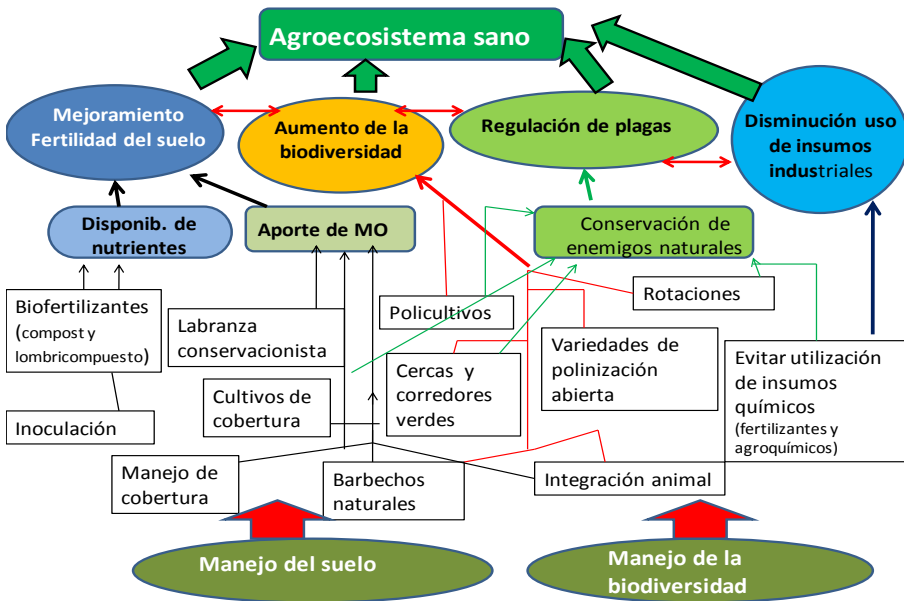 Agroecosistema sano
Mejoramiento
Fertilidad del suelo
Aumento de la
biodiversidad
Regulación de plagas
Disminución uso
de insumos
industriales
Disponib. de
nutrientes
Aporte de MO
Conservación de
enemigos naturales
Biofertilizantes
(compost y
lombricompuesto)
Labranza
conservacionista
Policultivos
Rotaciones
Cercas y
corredores
verdes
Variedades de
polinización
abierta
Evitar utilización
de insumos
químicos
(fertilizantes y
agroquímicos)
Inoculación
Cultivos de
cobertura
Manejo de
cobertura
Barbechos
naturales
Integración animal
Manejo del suelo
Manejo de la
biodiversidad